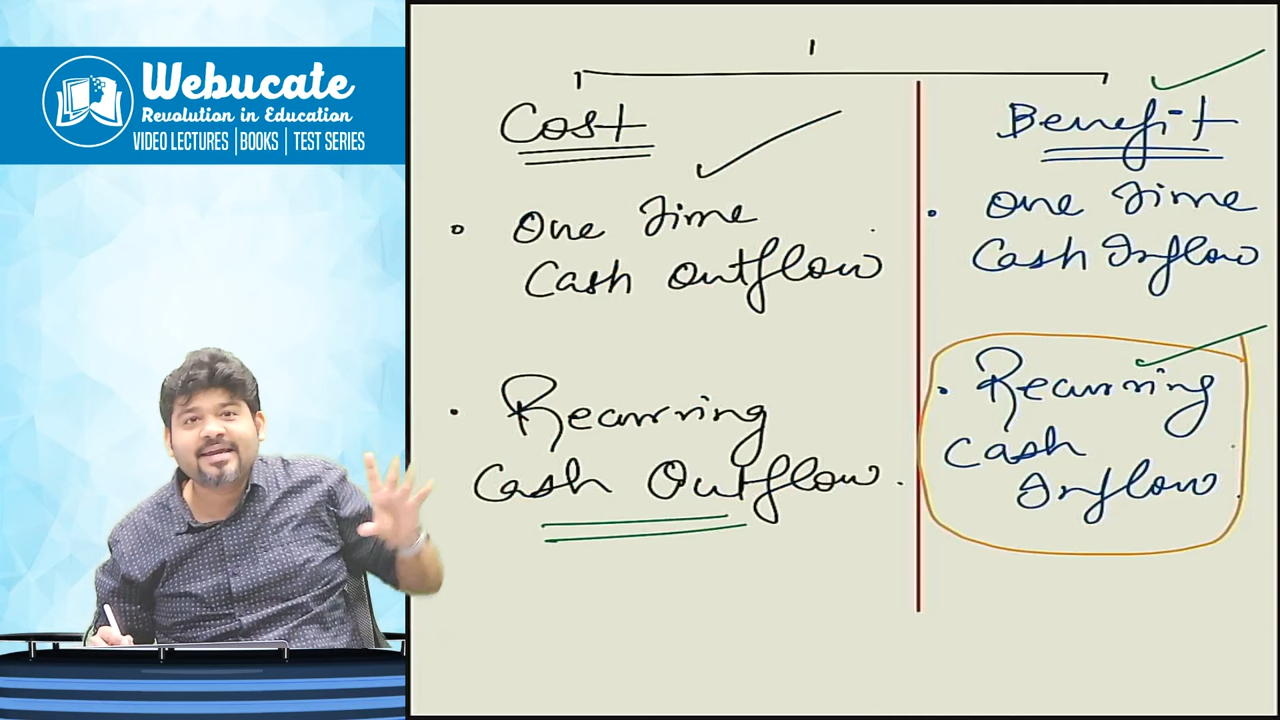 Webucate
Revolution in Education
VIDEO LECTURES | BOOKS | TEST SERIES
Cost
• One Time
Cash Outflow
• Recurring
Cash Outflow.
Benefit
• One Time
Cash Inflow
• Recurring
Cash
Inflow.